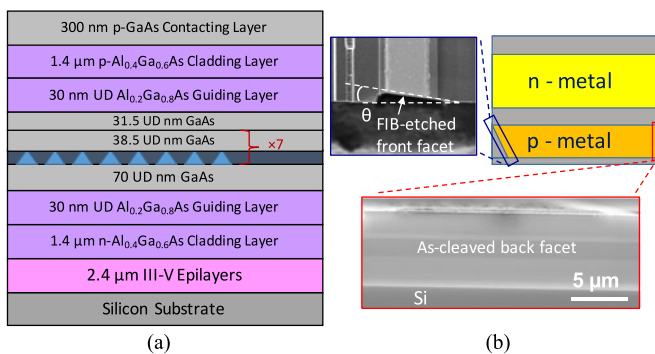 300 nm p-GaAs Contacting Layer
1.4 μm p-Al0.4Ga0.6As Cladding Layer
30 nm UD Al0.2Ga0.8As Guiding Layer
31.5 UD nm GaAs
38.5 UD nm GaAs
×7
70 UD nm GaAs
30 nm UD Al0.2Ga0.8As Guiding Layer
1.4 μm n-Al0.4Ga0.6As Cladding Layer
2.4 μm III-V Epilayers
Silicon Substrate
(a)
θ
FIB-etched
front facet
n - metal
p - metal
As-cleaved back facet
Si
5 μm
(b)